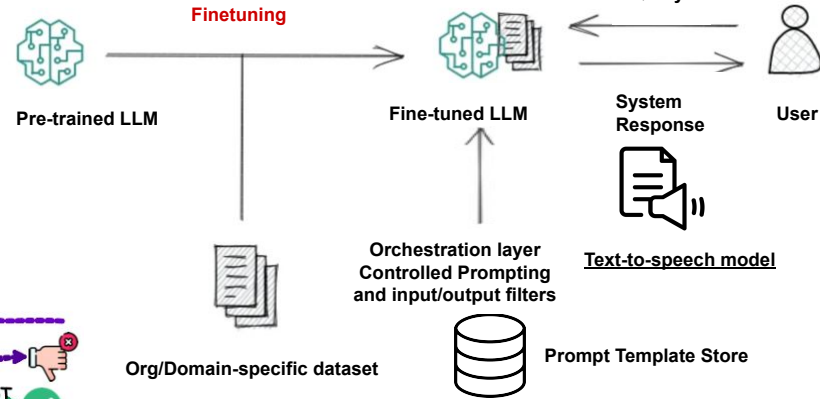 Finetuning
Pre-trained LLM
Fine-tuned LLM
System
Response
User
Orchestration layer
Controlled Prompting
and input/output filters
Text-to-speech model
Org/Domain-specific dataset
Prompt Template Store